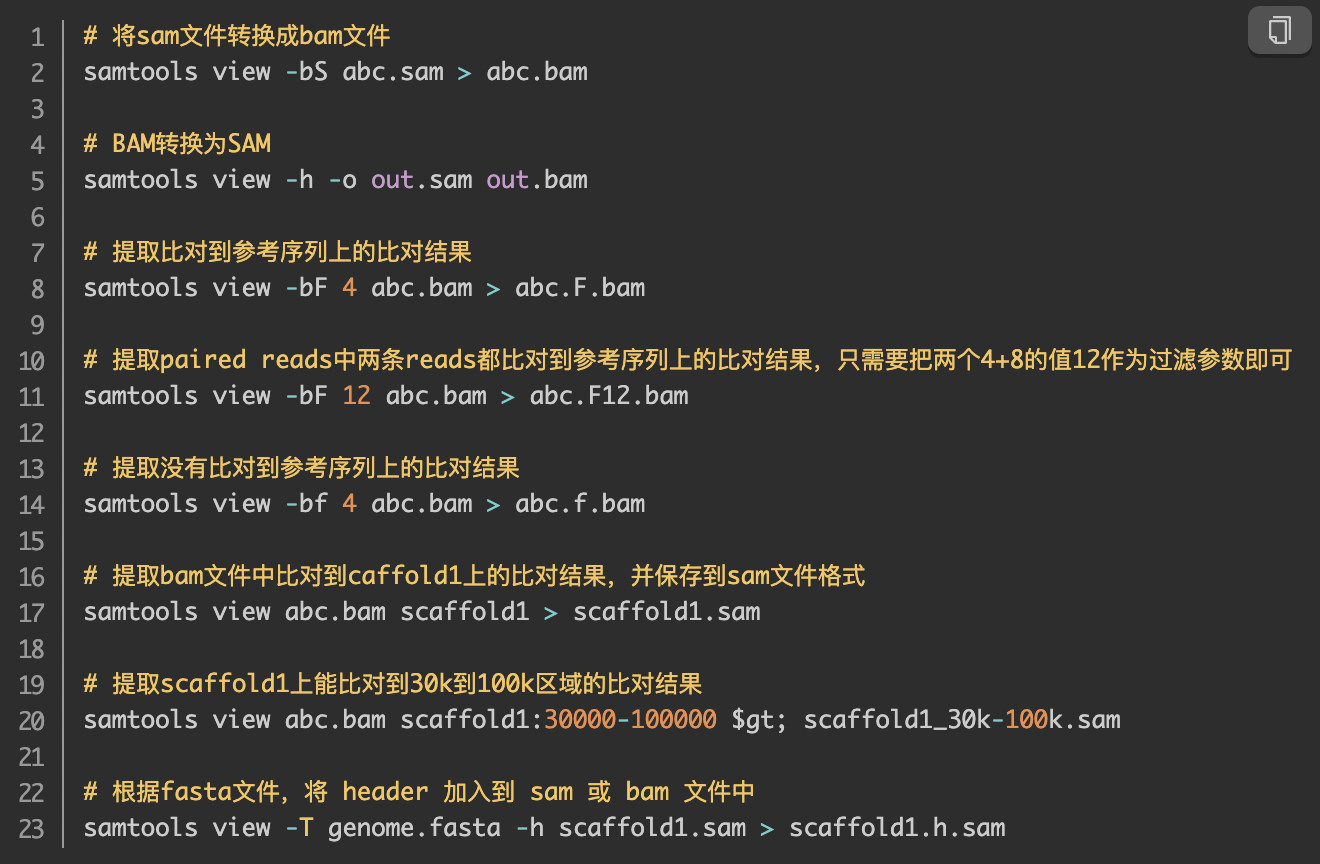 1 # 将sam文件转换成bam文件
2 samtools view -bS abc.sam > abc.bam
3
4 # BAM转换为SAM
5 samtools view -h -o out.sam out.bam
6
7 # 提取比对到参考序列上的比对结果
8 samtools view -bF 4 abc.bam > abc.F.bam
9
10 # 提取paired reads中两条reads都比对到参考序列上的比对结果，只需要把两个4+8的值12作为过滤参数即可
11 samtools view -bF 12 abc.bam > abc.F12.bam
12
13 # 提取没有比对到参考序列上的比对结果
14 samtools view -bf 4 abc.bam > abc.f.bam
15
16 # 提取bam文件中比对到caffold1上的比对结果，并保存到sam文件格式
17 samtools view abc.bam scaffold1 > scaffold1.sam
18
19 # 提取scaffold1上能比对到30k到100k区域的比对结果
20 samtools view abc.bam scaffold1:30000-100000 $gt; scaffold1_30k-100k.sam
21
22 # 根据fasta文件，将 header 加入到 sam 或 bam 文件中
23 samtools view -T genome.fasta -h scaffold1.sam > scaffold1.h.sam